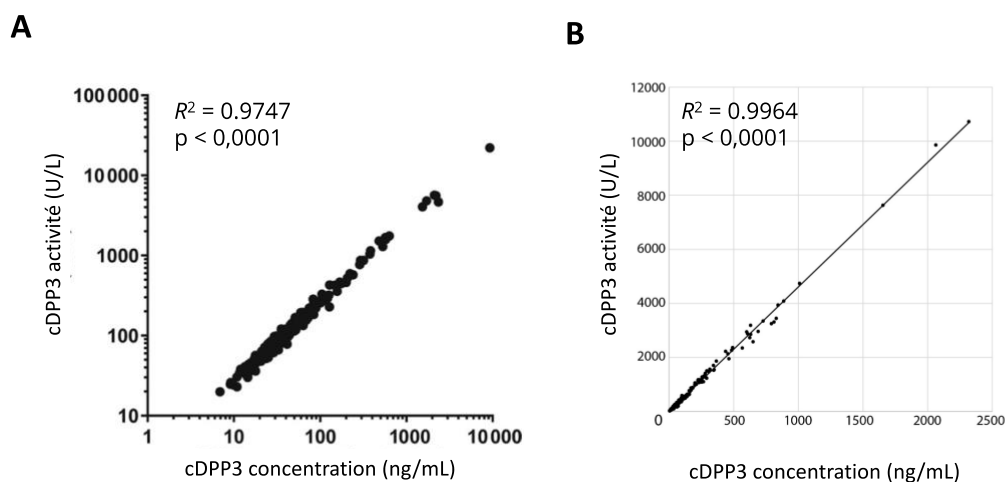 A
R² = 0.9747
p < 0,0001
cDPP3 activité (U/L)
100 000
10 000
1000
100
10
1
10
100
1000
10 000
cDPP3 concentration (ng/mL)
B
R² = 0.9964
p < 0,0001
cDPP3 activité (U/L)
12000
10000
8000
6000
4000
2000
0
500
1000
1500
2000
2500
cDPP3 concentration (ng/mL)